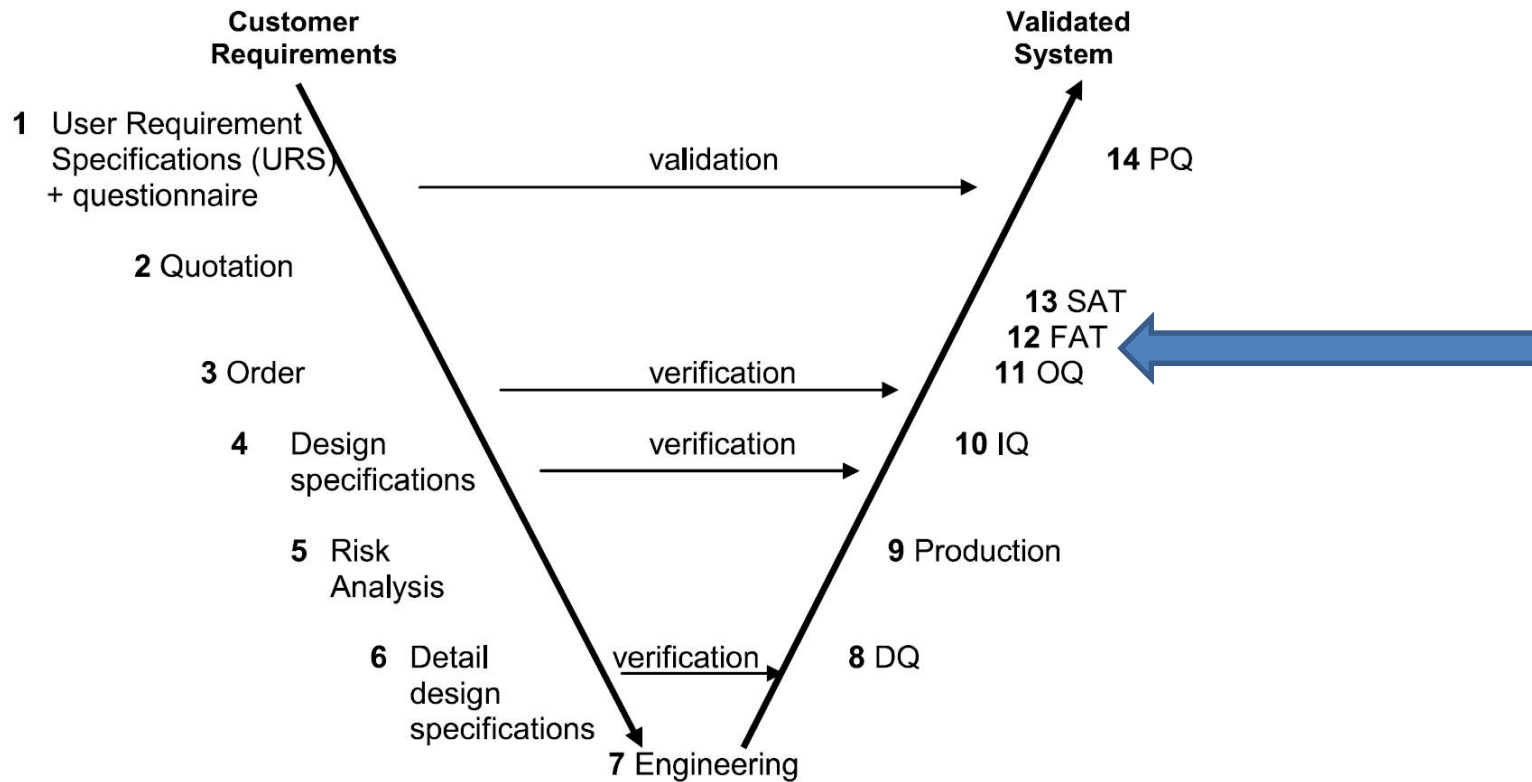 Customer
Requirements
Validated
System
1 User Requirement
Specifications (URS)
+ questionnaire
validation
14 PQ
2 Quotation
13 SAT
12 FAT
3 Order
verification
11 OQ
4 Design
specifications
verification
10 IQ
5 Risk
Analysis
9 Production
6 Detail
design
specifications
verification
8 DQ
7 Engineering